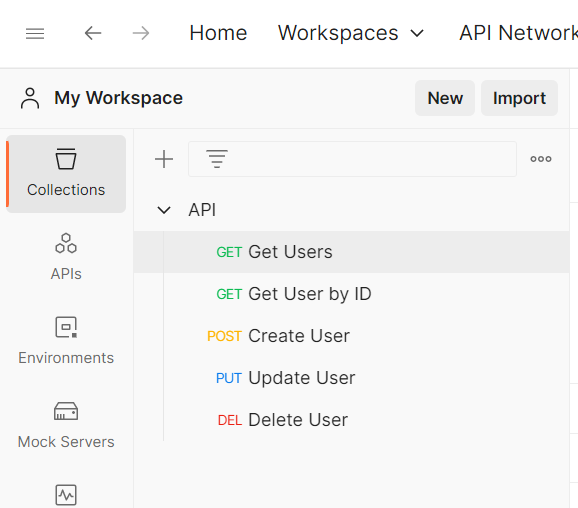 Home Workspaces API Network
My Workspace New Import
Collections
APIs
Environments
Mock Servers
API
GET Get Users
GET Get User by ID
POST Create User
PUT Update User
DEL Delete User